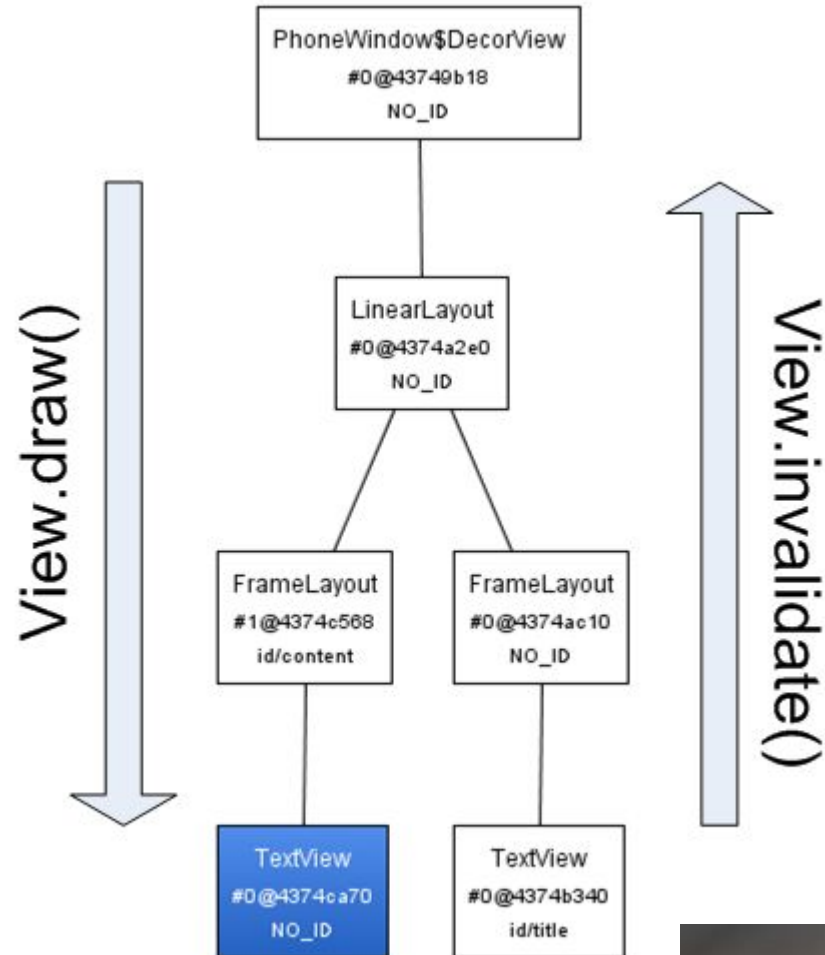 PhoneWindow$DecorView
#0@43749b18
NO_ID
View.draw()
View.invalidate()
LinearLayout
#0@4374a2e0
NO_ID
FrameLayout
#1@4374c568
id/content
FrameLayout
#0@4374ac10
NO_ID
TextView
#0@4374ca70
NO_ID
TextView
#0@4374b340
id/title